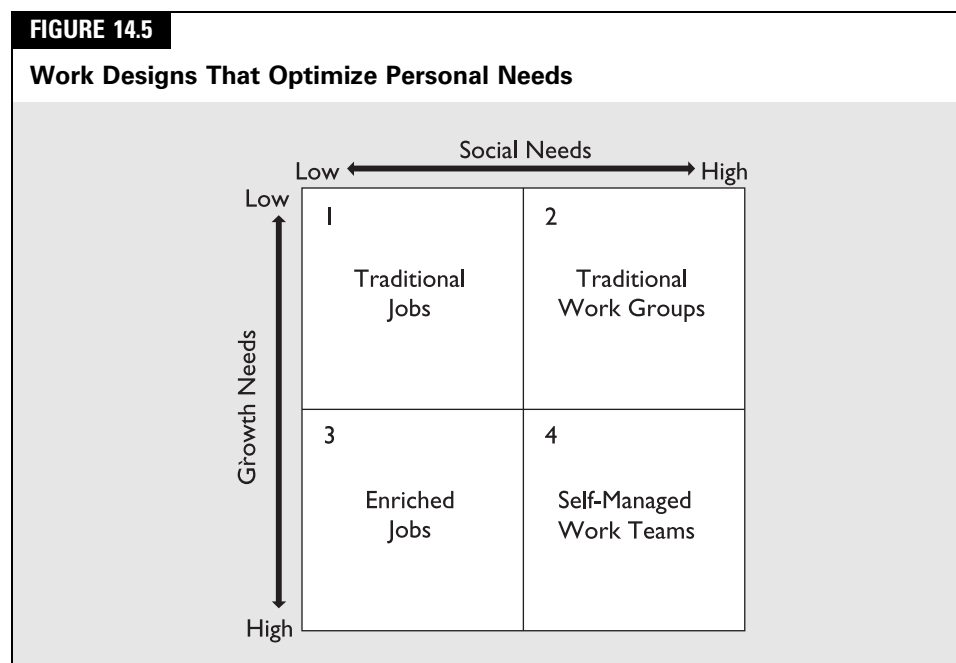 FIGURE 14.5
Work Designs That Optimize Personal Needs
Social Needs
Low
High
Low
Growth Needs
High
1
Traditional
Jobs
2
Traditional
Work Groups
3
Enriched
Jobs
4
Self-Managed
Work Teams